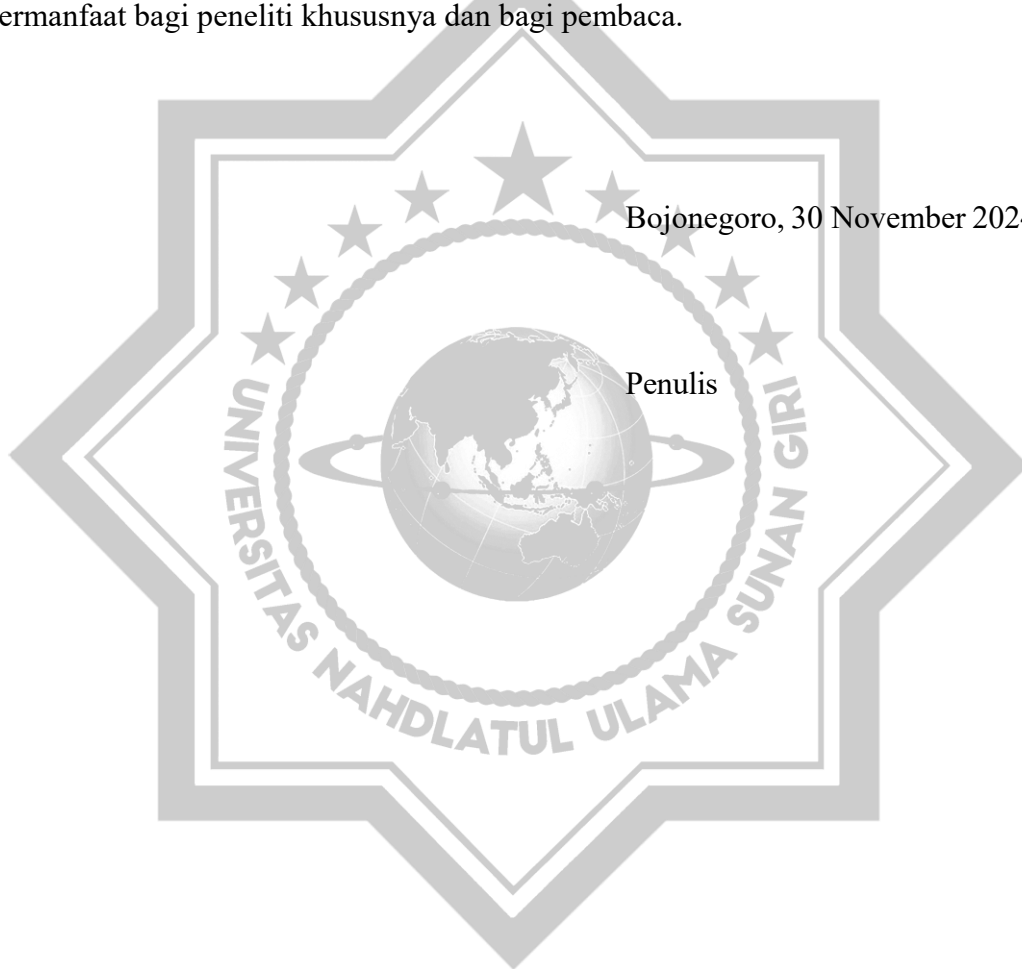 ermanfaat bagi peneliti khususnya dan bagi pembaca.
Bojonegoro, 30 November 202
Penulis
UNIVERSITAS NAHDLATUL ULAMA SUNAN GIRI